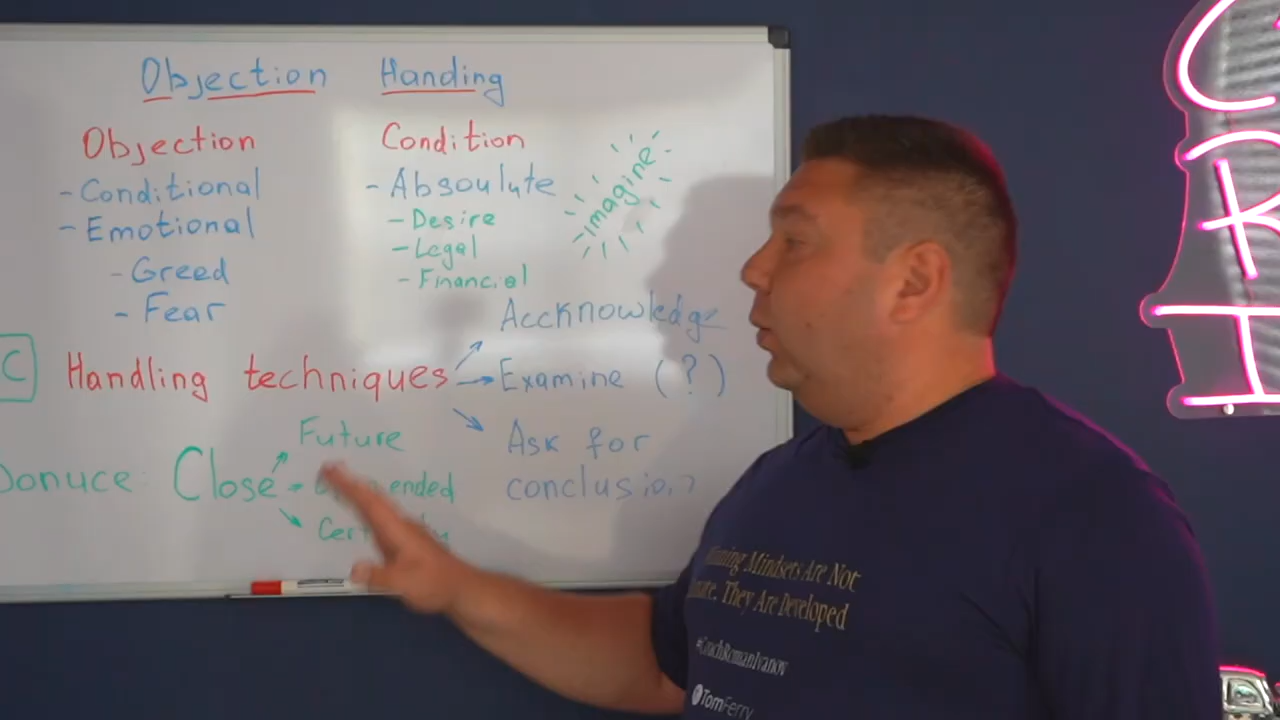 Objection Handing
Objection
- Conditional
- Emotional
- Greed
- Fear
Condition
- Absoulute
- Desire
- Legal
- Financial
imagine
C
Handling techniques
Accknowledge
Examine (?)
Ask for
conclusion
Close
Future
ended
Mindsets Are Not
They Are Developed
#CoachRomanIvanov
TomFerry
C
R
I